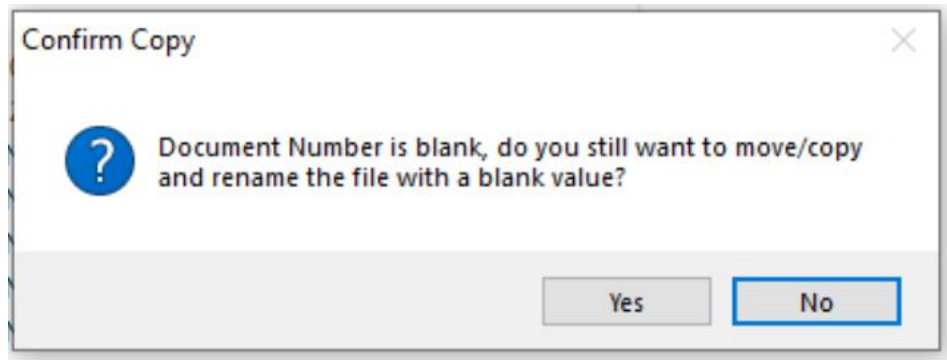 Confirm Copy
Document Number is blank, do you still want to move/copy
and rename the file with a blank value?
Yes
No